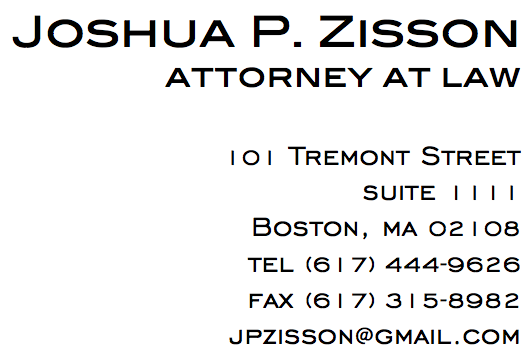 Joshua P. Zisson
attorney at law
101 Tremont Street
suite 1111
Boston, ma 02108
tel (617) 444-9626
fax (617) 315-8982
jpzisson@gmail.com